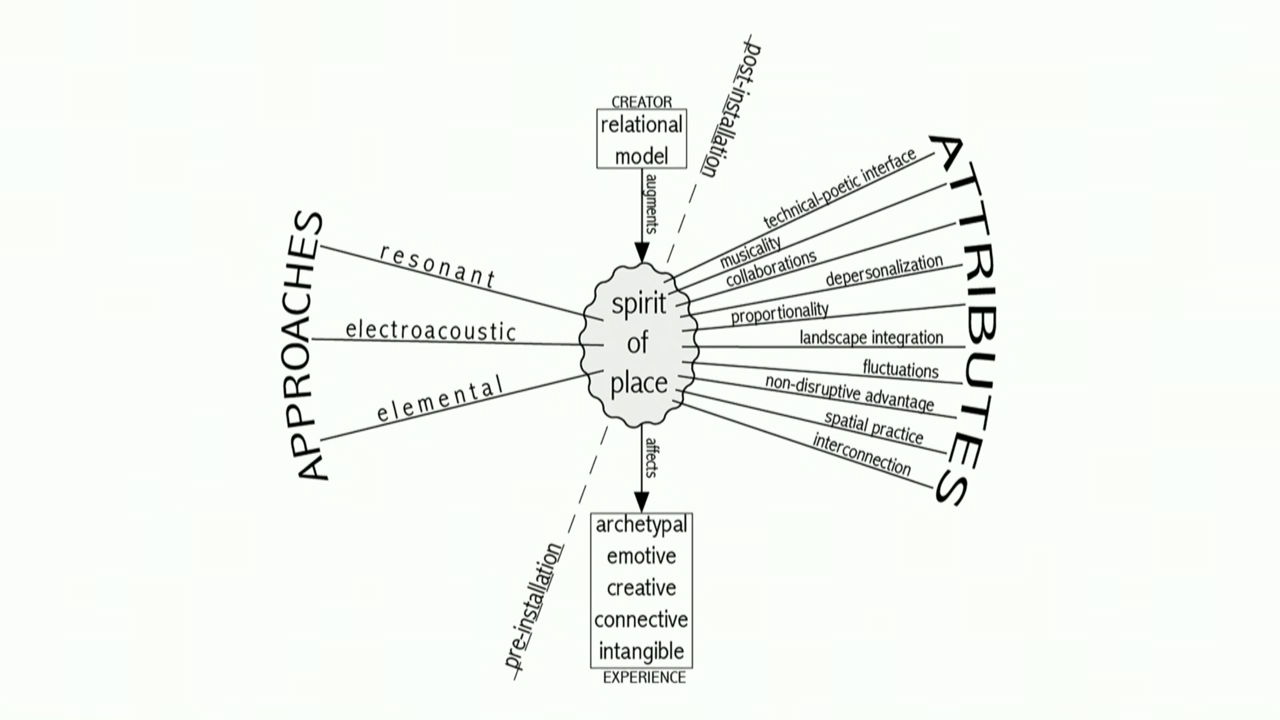 post-installation
CREATOR
relational
model
augments
APPROACHES
resonant
electroacoustic
elemental
spirit
of
place
ATTRIBUTES
technical-poetic interface
musicality
collaborations
depersonalization
proportionality
landscape integration
fluctuations
non-disruptive advantage
spatial practice
interconnection
affects
pre-installation
archetypal
emotive
creative
connective
intangible
EXPERIENCE